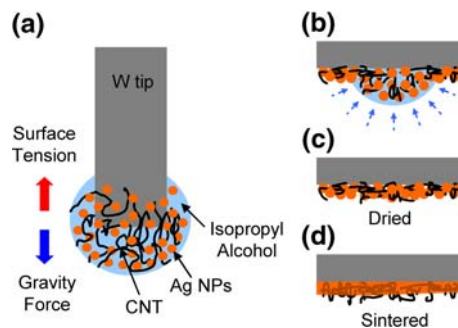 (a)
W tip
Surface
Tension
Gravity
Force
Isopropyl
Alcohol
Ag NPs
CNT
(b)
(c)
Dried
(d)
Sintered